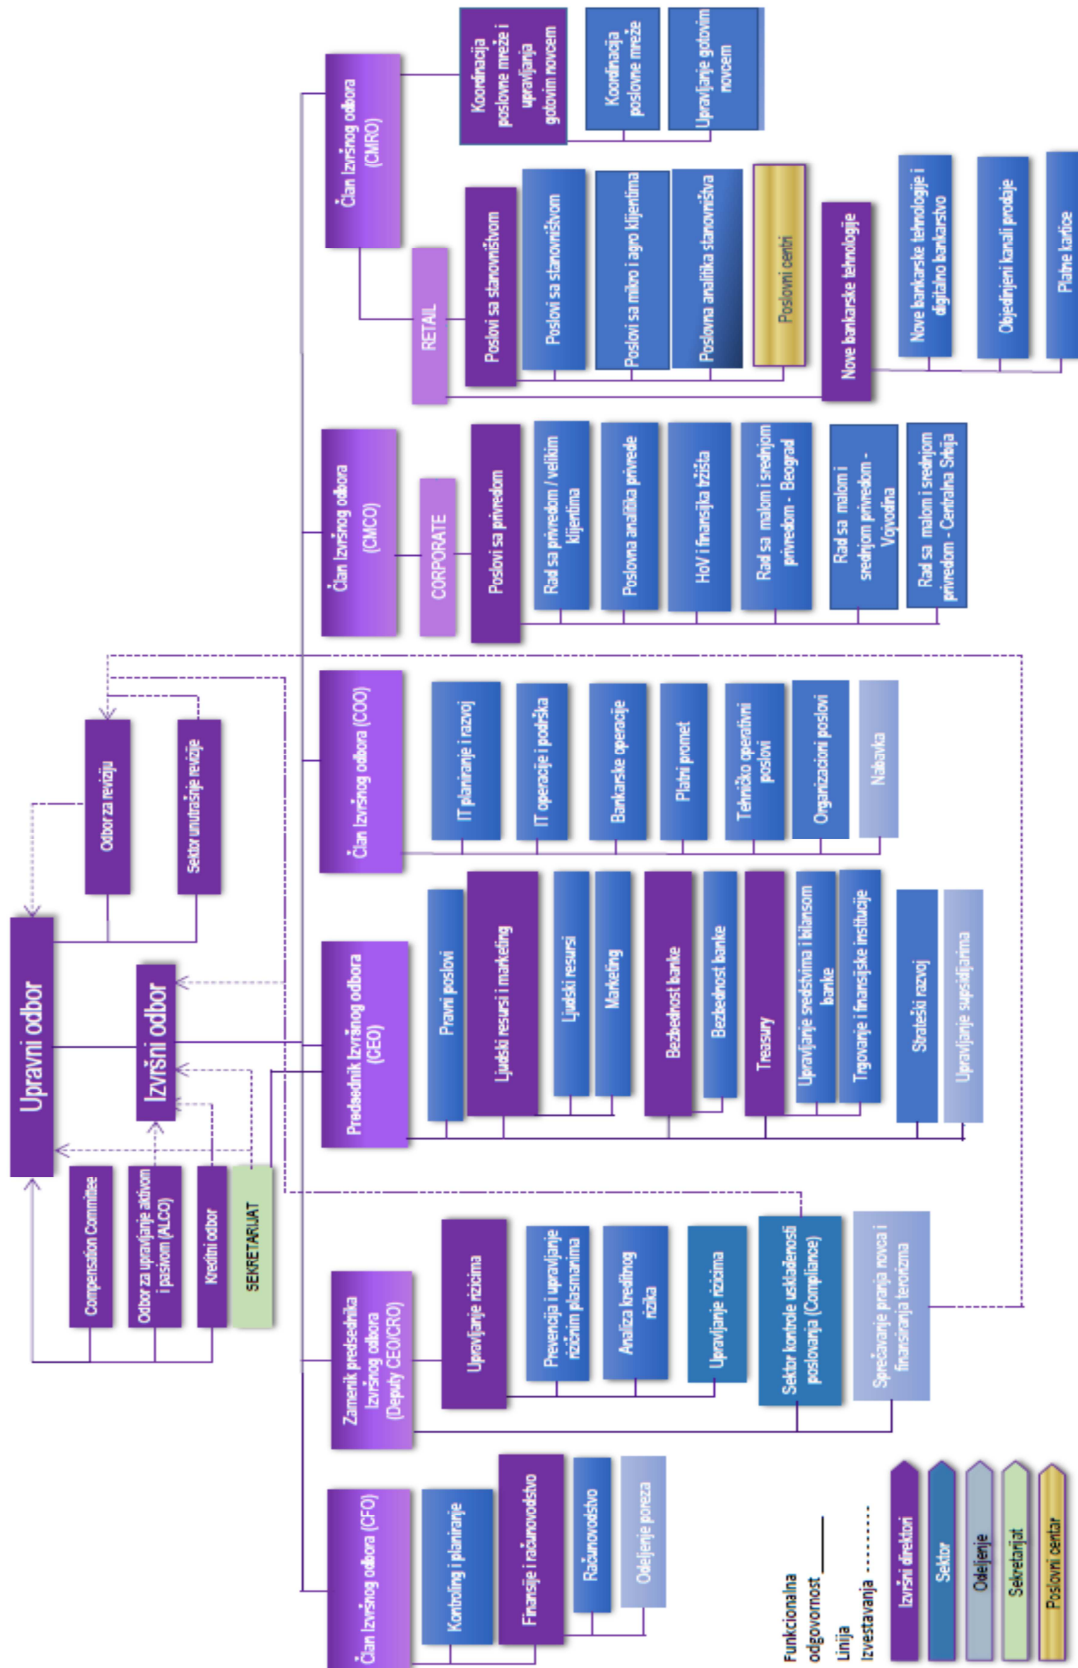 Upravni odbor
Odbor za reviziju
Sektor unutrašnje revizije
Izvršni odbor
Compensation Committee
Odbor za upravljanje aktivom
i pasivom (ALCO)
Kreditni odbor
SEKRETARIJAT
Član Izvršnog odbora (CFO)
Kontroling i planiranje
Finansije i računovodstvo
Računovodstvo
Odeljenje poreza
Zamenik predsednika
Izvršnog odbora
(Deputy CEO/CRO)
Upravljanje rizicima
Prevencija i upravljanje
rizičnim plasmanima
Analiza kreditnog
rizika
Upravljanje rizicima
Sektor kontrole usklađenosti
poslovanja (Compliance)
Sprečavanje pranja novca i
finansiranja terorizma
Predsednik Izvršnog odbora
(CEO)
Pravni poslovi
Ljudski resursi i marketing
Ljudski resursi
Marketing
Bezbednost banke
Bezbednost banke
Treasury
Upravljanje sredstvima i bilansom
banke
Trgovanje i finansijske institucije
Strateški razvoj
Upravljanje supsidijarima
Član Izvršnog odbora (COO)
IT planiranje i razvoj
IT operacije i podrška
Bankarske operacije
Platni promet
Tehničko operativni
poslovi
Organizacioni poslovi
Nabavka
Član Izvršnog odbora
(CMCO)
CORPORATE
Poslovi sa privredom
Rad sa privredom / velikim
klijentima
Poslovna analitika privrede
HoV i finansijka tržišta
Rad sa malom i srednjom
privredom - Beograd
Rad sa malom i
srednjom privredom -
Vojvodina
Rad sa malom i srednjom
privredom - Centralna Srbija
Član Izvršnog odbora
(CMRO)
RETAIL
Poslovi sa stanovništvom
Poslovi sa stanovništvom
Poslovi sa mikro i agro klijentima
Poslovna analitika stanovništva
Poslovni centri
Nove bankarske tehnologije
Nove bankarske tehnologije i
digitalno bankarstvo
Objedinjeni kanali prodaje
Platne kartice
Koordinacija
poslovne mreže i
upravljanja
gotovim novcem
Koordinacija
poslovne mreže
Upravljanje gotovim
novcem
Funkcionalna
odgovornost
Linija
Izvestavanja
Izvršni direktori
Sektor
Odeljenje
Sekretarijat
Poslovni centar